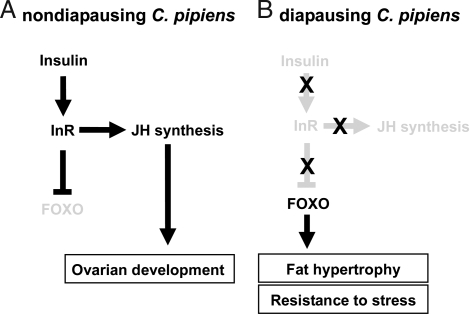 A nondiapausing C. pipiens
Insulin
InR
JH synthesis
FOXO
Ovarian development
B diapausing C. pipiens
Insulin
X
InR
X
JH synthesis
X
FOXO
Fat hypertrophy
Resistance to stress